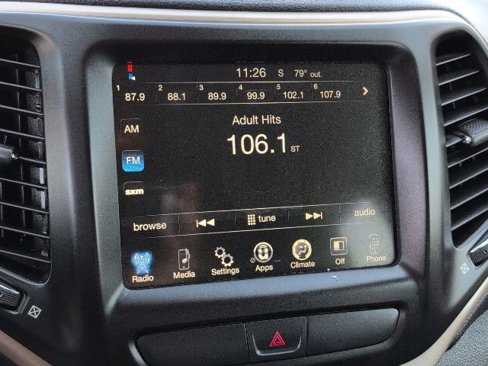 11:26 S 79° out.
1 2 3 4 5 6
87.9 88.1 89.9 99.9 102.1 107.9
Adult Hits
AM
106.1 ST
FM
sxm
browse tune audio
Radio Media Settings Apps Climate Off Phone